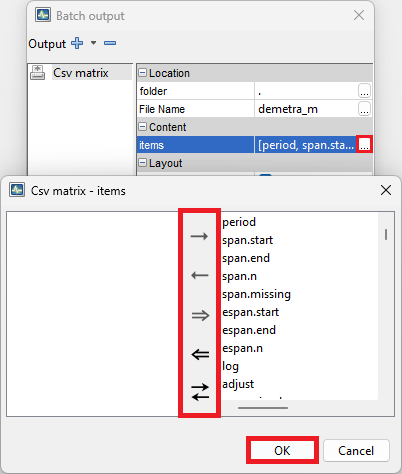 Batch output
Output
Csv matrix
Location
folder .
File Name demetra_m
Content
items [period, span.sta... ...
Layout
Csv matrix - items
period
span.start
span.end
span.n
span.missing
espan.start
espan.end
espan.n
log
adjust
OK Cancel